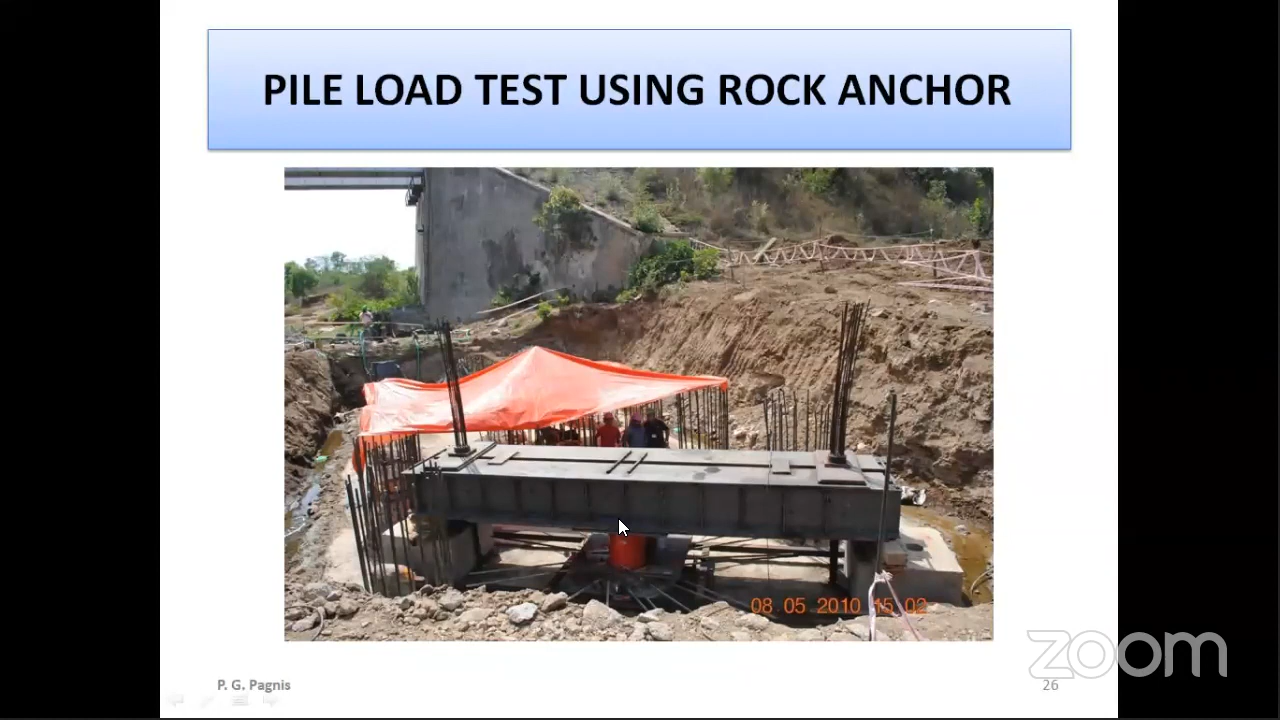 PILE LOAD TEST USING ROCK ANCHOR
08 05 2010 15 02
zoom
P. G. Pagnis
26